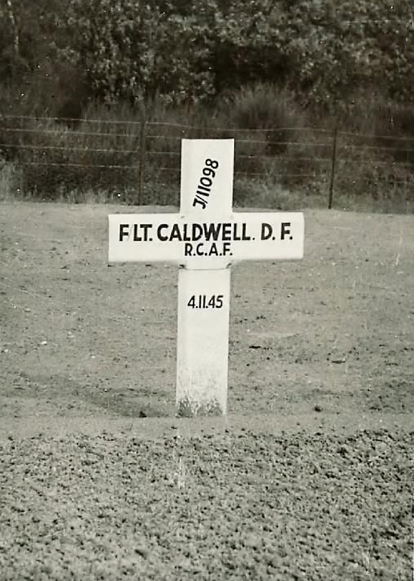 J/11098
F.LT. CALDWELL. D. F.
R.C.A.F.
4.11.45